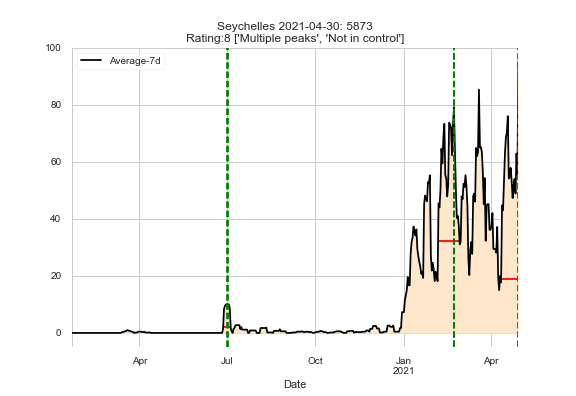 Seychelles 2021-04-30: 5873
Rating:8 ['Multiple peaks', 'Not in control']
100
Average-7d
80
60
40
20
0
Apr
Jul
Oct
Jan
2021
Apr
Date